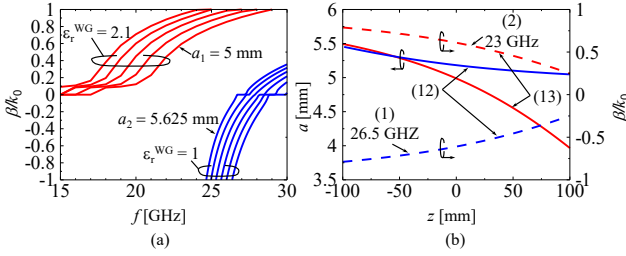 1
0.8
0.6
0.4
0.2
0
-0.2
-0.4
-0.6
-0.8
-1
β/k₀
εᵣᵂᴳ = 2.1
a₁ = 5 mm
a₂ = 5.625 mm
εᵣᵂᴳ = 1
15 20 25 30
f [GHz]
(a)
6
5.5
5
4.5
4
3.5
a [mm]
(2)
23 GHz
(12)
(13)
(1)
26.5 GHZ
1
0.5
0
-0.5
-1
β/k₀
-100 -50 0 50 100
z [mm]
(b)